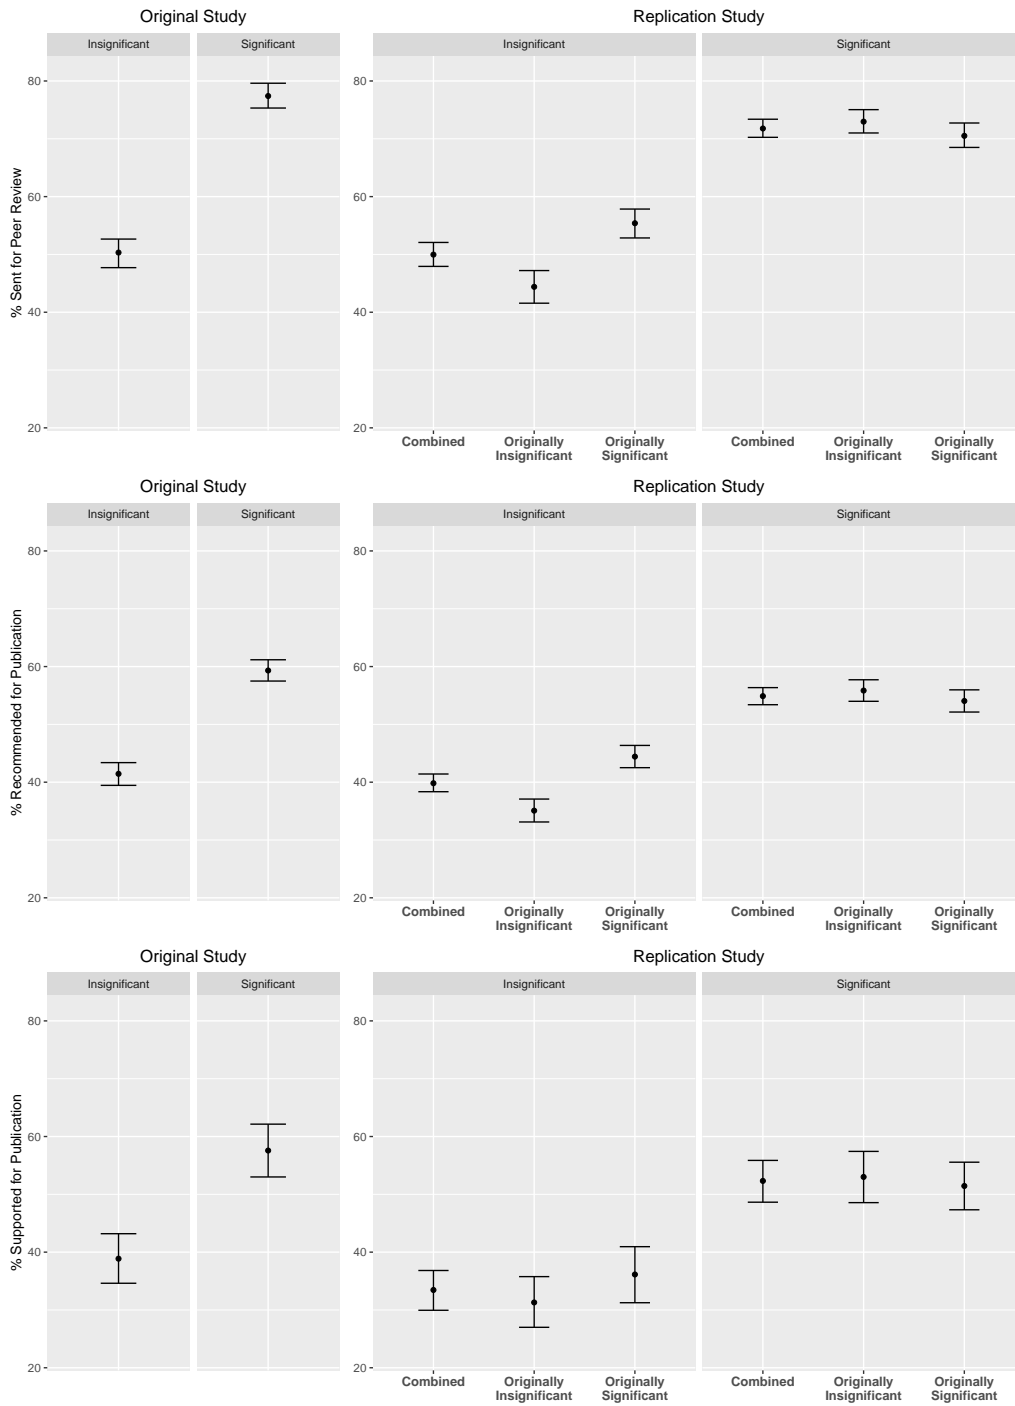 Original Study
Replication Study
Insignificant
Significant
Insignificant
Significant
% Sent for Peer Review
80
60
40
20
80
60
40
20
Combined
Originally
Insignificant
Originally
Significant
Combined
Originally
Insignificant
Originally
Significant
Original Study
Replication Study
Insignificant
Significant
Insignificant
Significant
% Recommended for Publication
80
60
40
20
80
60
40
20
Combined
Originally
Insignificant
Originally
Significant
Combined
Originally
Insignificant
Originally
Significant
Original Study
Replication Study
Insignificant
Significant
Insignificant
Significant
% Supported for Publication
80
60
40
20
80
60
40
20
Combined
Originally
Insignificant
Originally
Significant
Combined
Originally
Insignificant
Originally
Significant